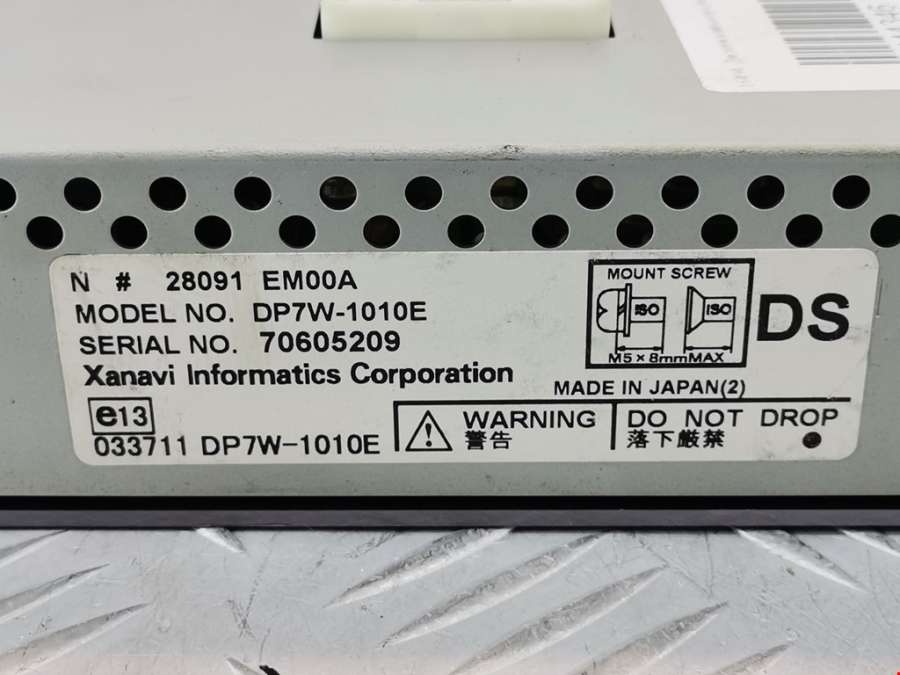 N # 28091 EM00A
MODEL NO. DP7W-1010E
SERIAL NO. 70605209
Xanavi Informatics Corporation
MOUNT SCREW
ISO ISO
M5×8mmMAX
DS
MADE IN JAPAN(2)
e13
033711 DP7W-1010E
WARNING
警告
DO NOT DROP
落下厳禁